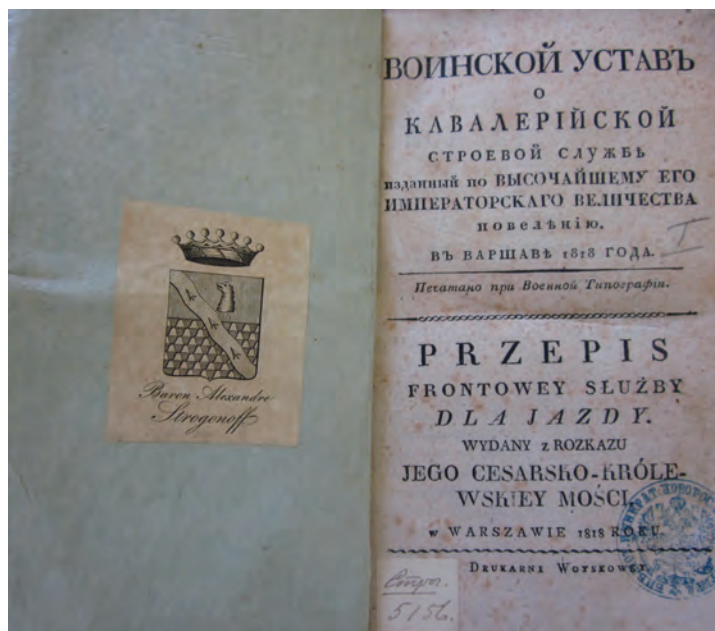 Baron Alexandre
Strogonoff
ВОИНСКОЙ УСТАВЪ
О
КАВАЛЕРІЙСКОЙ
СТРОЕВОЙ СЛУЖБѢ
изданный по ВЫСОЧАЙШЕМУ ЕГО
ИМПЕРАТОРСКАГО ВЕЛИЧЕСТВА
повелѣнію.
ВЪ ВАРШАВѢ 1818 ГОДА.
I
Печатано при Военной Типографіи.
PRZEPIS
FRONTOWEY SŁUŻBY
DLA JAZDY.
WYDANY z ROZKAZU
JEGO CESARSKO-KRÓLE-
WSKIEY MOŚCI.
w WARSZAWIE 1818 ROKU.
DRUKARNI WOYSKOWEY.
Строг.
5156.